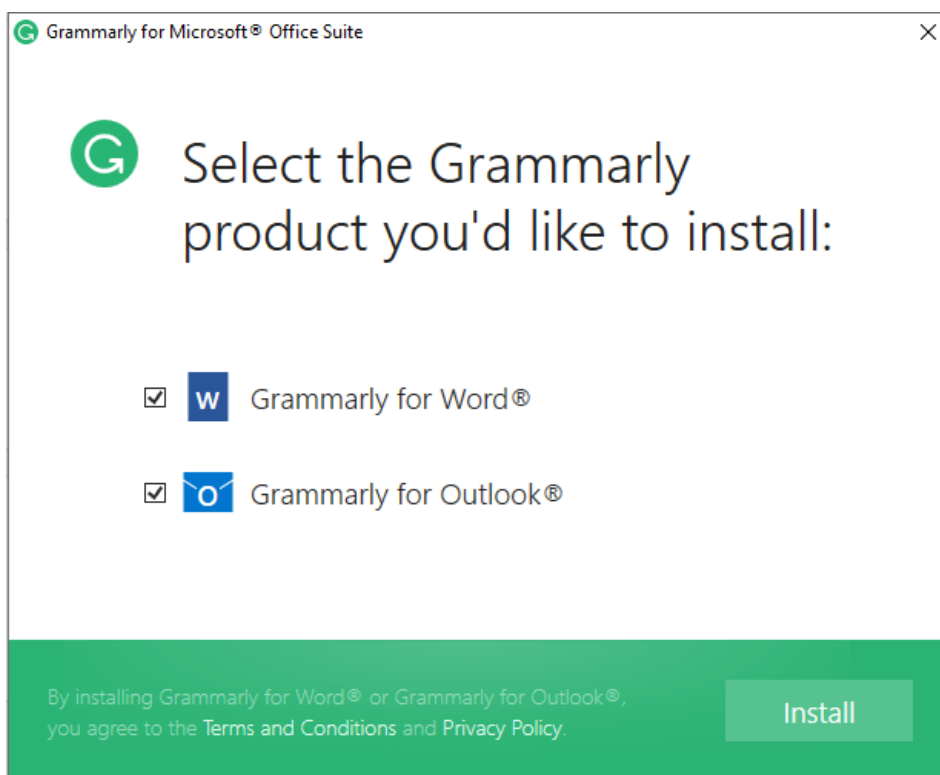 Grammarly for Microsoft® Office Suite
Select the Grammarly
product you'd like to install:
W Grammarly for Word®
O Grammarly for Outlook®
By installing Grammarly for Word® or Grammarly for Outlook®,
you agree to the Terms and Conditions and Privacy Policy.
Install